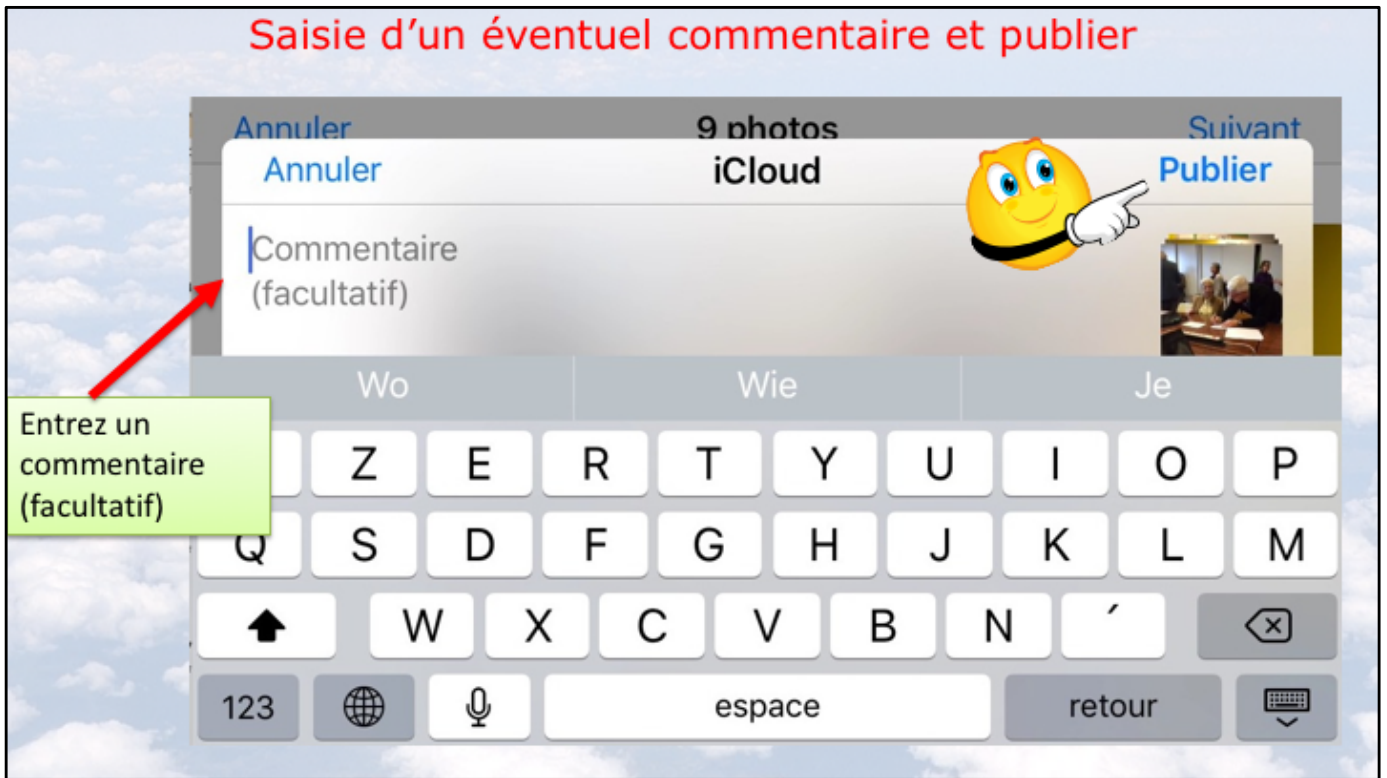 Saisie d’un éventuel commentaire et publier
Annuler 9 photos Suivant
Annuler iCloud Publier
Commentaire
(facultatif)
Wo Wie Je
Entrez un
commentaire
(facultatif)
Z E R T Y U I O P
Q S D F G H J K L M
W X C V B N ´
123 espace retour